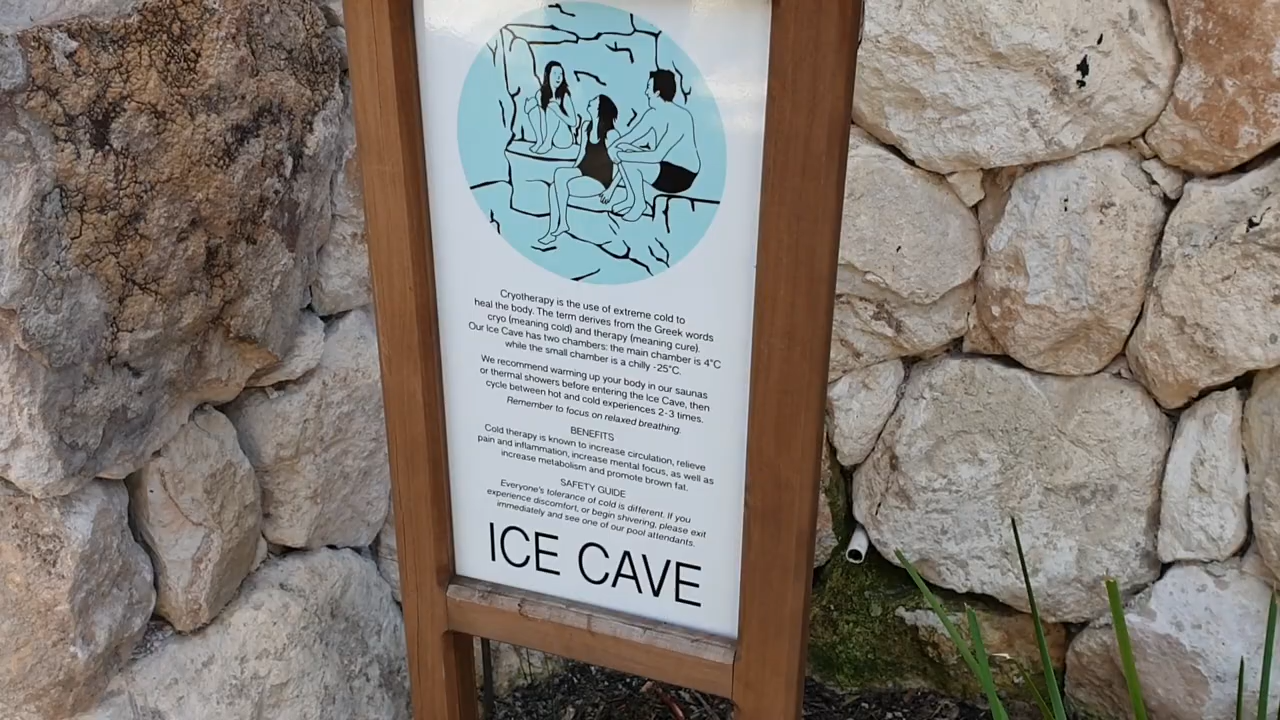 Cryotherapy is the use of extreme cold to
heal the body. The term derives from the Greek words
cryo (meaning cold) and therapy (meaning cure).
Our Ice Cave has two chambers: the main chamber is 4°C
while the small chamber is a chilly -25°C.
We recommend warming up your body in our saunas
or thermal showers before entering the Ice Cave, then
cycle between hot and cold experiences 2-3 times.
Remember to focus on relaxed breathing.
BENEFITS
Cold therapy is known to increase circulation, relieve
pain and inflammation, increase mental focus, as well as
increase metabolism and promote brown fat.
SAFETY GUIDE
Everyone's tolerance of cold is different. If you
experience discomfort, or begin shivering, please exit
immediately and see one of our pool attendants.
ICE CAVE